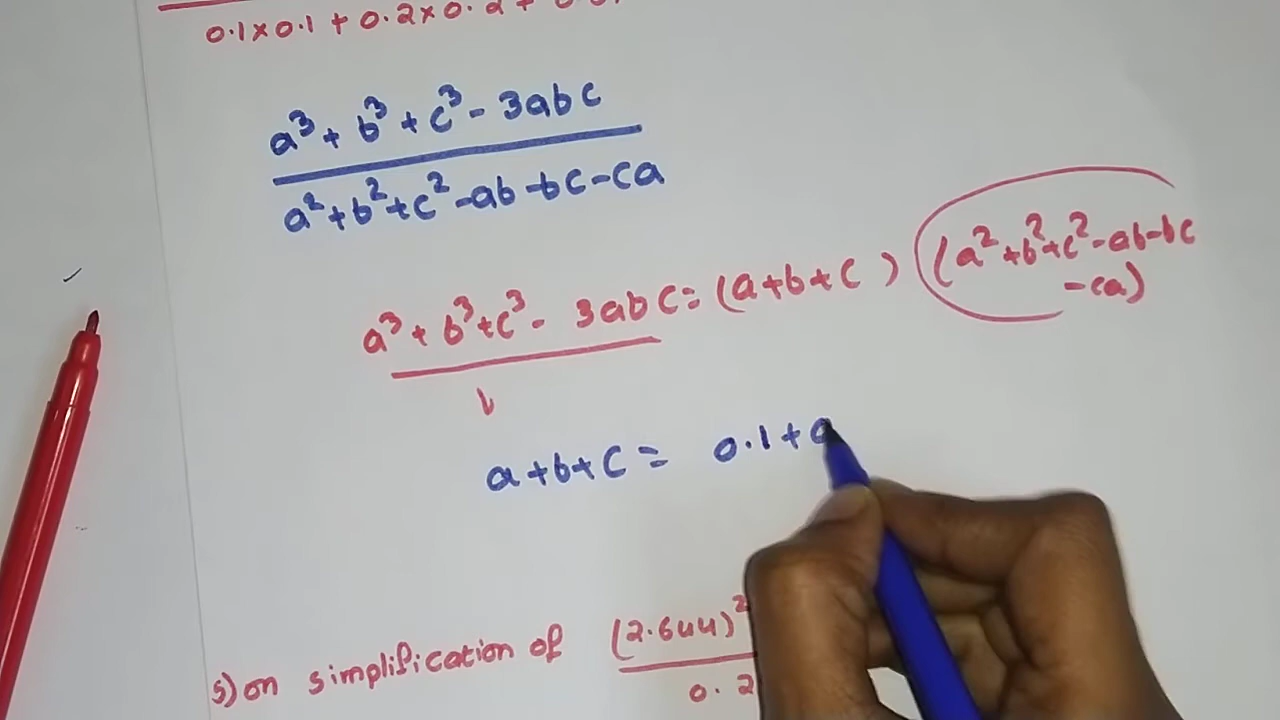 0.1×0.1 + 0.2×0.2 +
a³ + b³ + c³ - 3abc
a² + b² + c² - ab - bc - ca
a³ + b³ + c³ - 3abc = (a+b+c) (a² + b² + c² - ab - bc
- ca)
a + b + c = 0.1 + 0
5) on simplification of (2.644)²
0.2